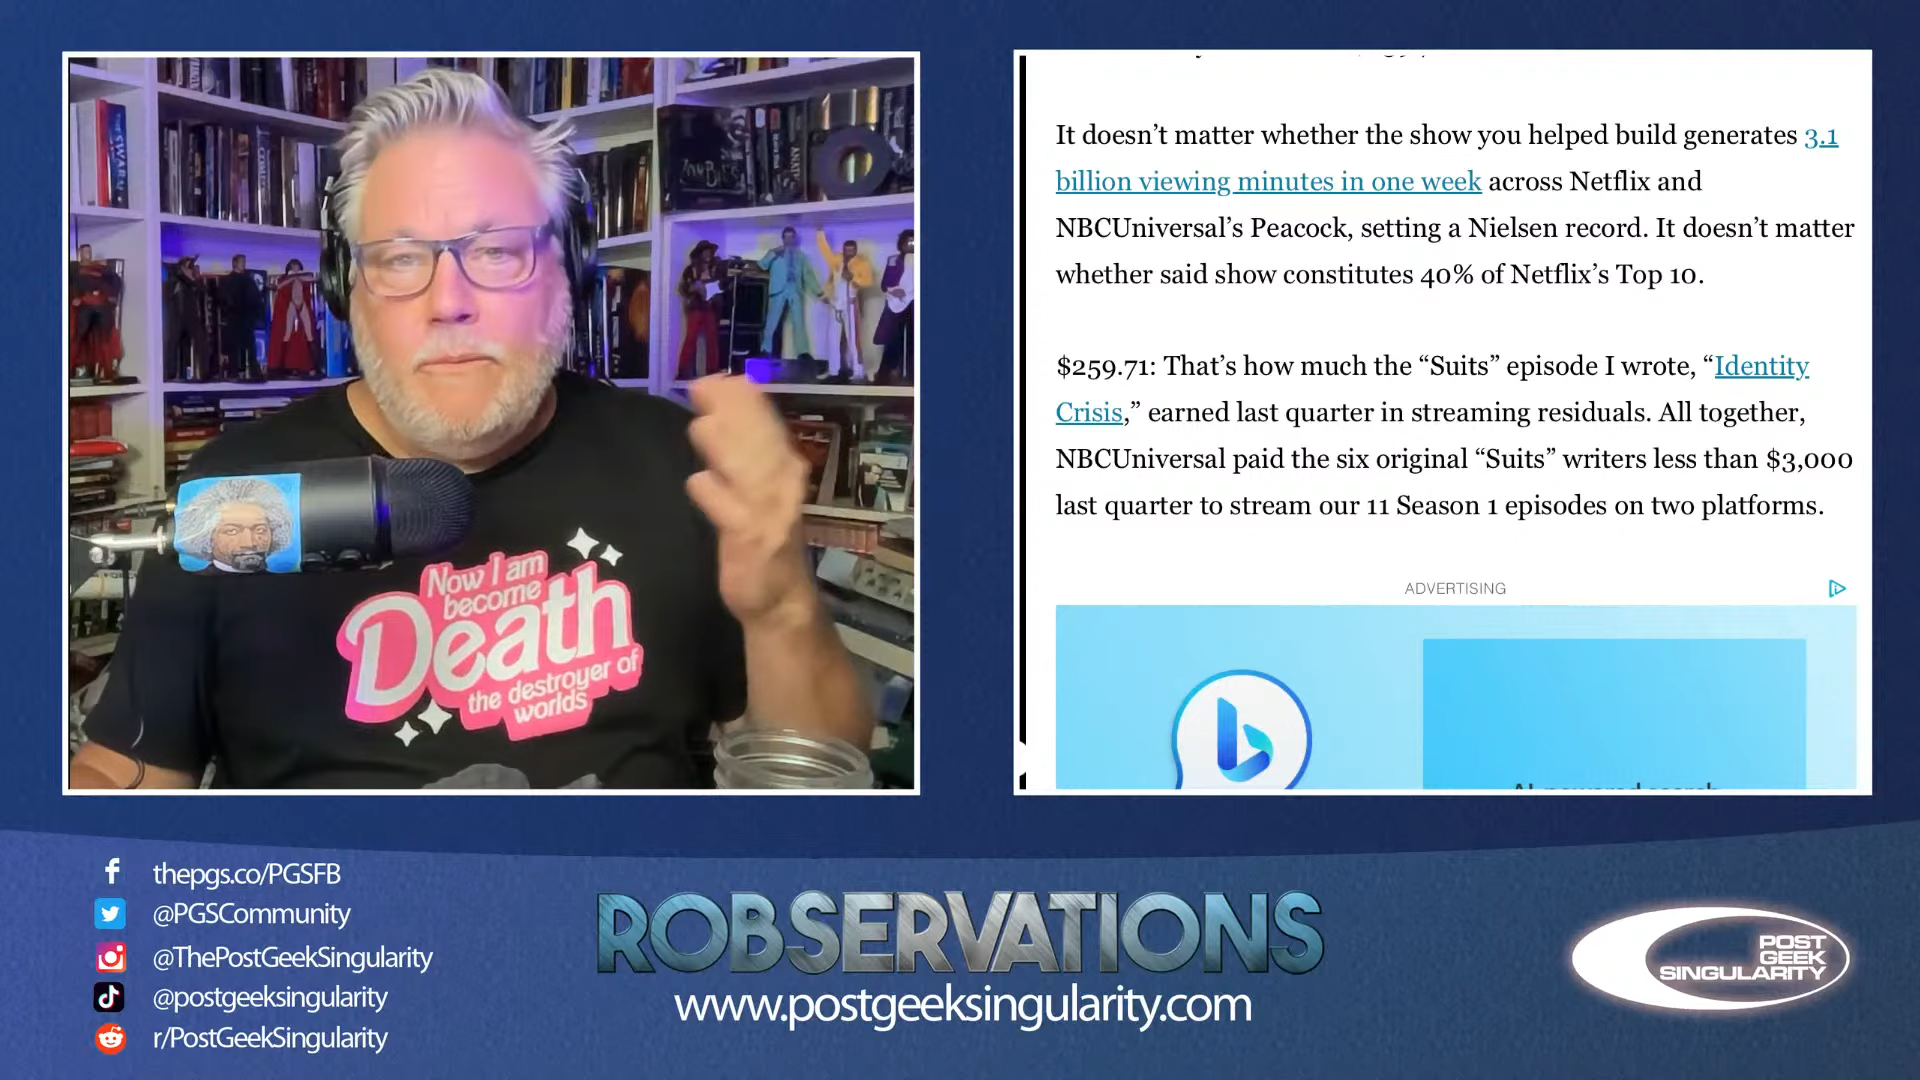 THE SWARM
Now I am
become
Death
the destroyer of
worlds
It doesn’t matter whether the show you helped build generates 3.1
billion viewing minutes in one week across Netflix and
NBCUniversal’s Peacock, setting a Nielsen record. It doesn’t matter
whether said show constitutes 40% of Netflix’s Top 10.
$259.71: That’s how much the “Suits” episode I wrote, “Identity
Crisis,” earned last quarter in streaming residuals. All together,
NBCUniversal paid the six original “Suits” writers less than $3,000
last quarter to stream our 11 Season 1 episodes on two platforms.
ADVERTISING
thepgs.co/PGSFB
@PGSCommunity
@ThePostGeekSingularity
@postgeeksingularity
r/PostGeekSingularity
ROBSERVATIONS
www.postgeeksingularity.com
POST
GEEK
SINGULARITY